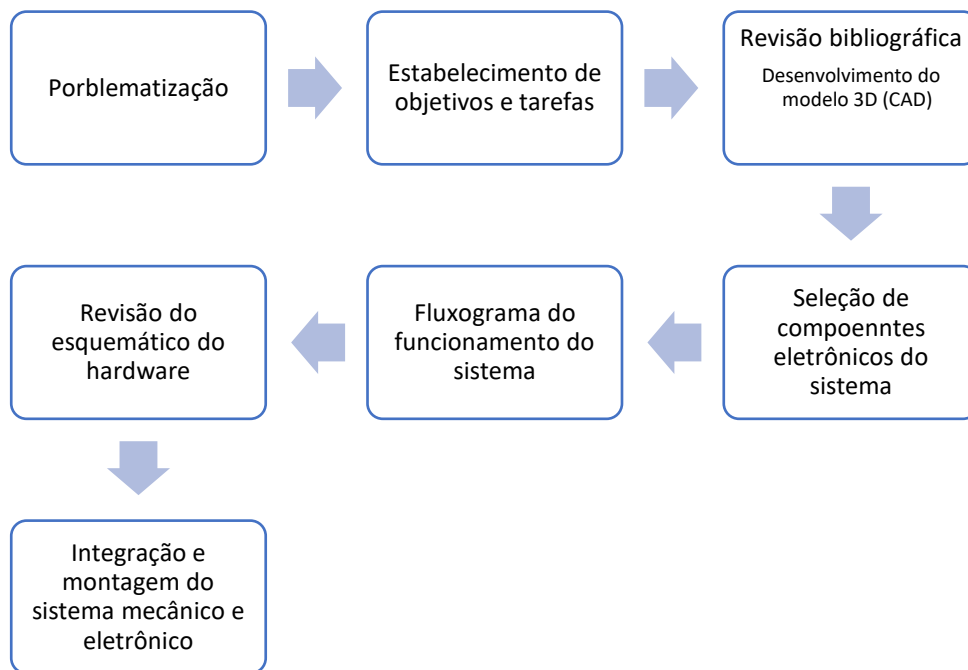 Porblematização
Estabelecimento de
objetivos e tarefas
Revisão bibliográfica
Desenvolvimento do
modelo 3D (CAD)
Seleção de
compoenntes
eletrônicos do
sistema
Fluxograma do
funcionamento do
sistema
Revisão do
esquemático do
hardware
Integração e
montagem do
sistema mecânico e
eletrônico